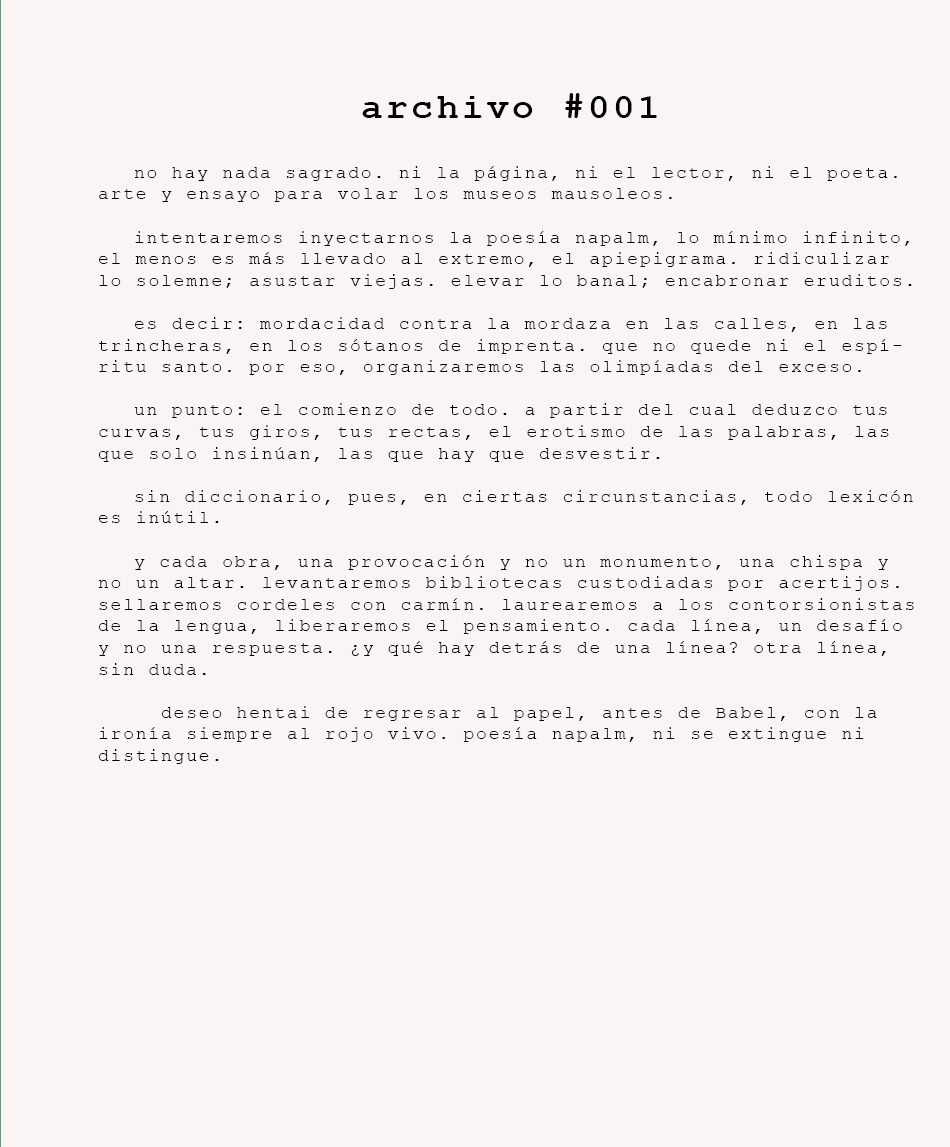 archivo #001
no hay nada sagrado. ni la página, ni el lector, ni el poeta.
arte y ensayo para volar los museos mausoleos.
intentaremos inyectarnos la poesía napalm, lo mínimo infinito,
el menos es más llevado al extremo, el apiepigrama. ridiculizar
lo solemne; asustar viejas. elevar lo banal; encabronar eruditos.
es decir: mordacidad contra la mordaza en las calles, en las
trincheras, en los sótanos de imprenta. que no quede ni el espí-
ritu santo. por eso, organizaremos las olimpíadas del exceso.
un punto: el comienzo de todo. a partir del cual deduzco tus
curvas, tus giros, tus rectas, el erotismo de las palabras, las
que solo insinúan, las que hay que desvestir.
sin diccionario, pues, en ciertas circunstancias, todo lexicón
es inútil.
y cada obra, una provocación y no un monumento, una chispa y
no un altar. levantaremos bibliotecas custodiadas por acertijos.
sellaremos cordeles con carmín. laurearemos a los contorsionistas
de la lengua, liberaremos el pensamiento. cada línea, un desafío
y no una respuesta. ¿y qué hay detrás de una línea? otra línea,
sin duda.
deseo hentai de regresar al papel, antes de Babel, con la
ironía siempre al rojo vivo. poesía napalm, ni se extingue ni
distingue.